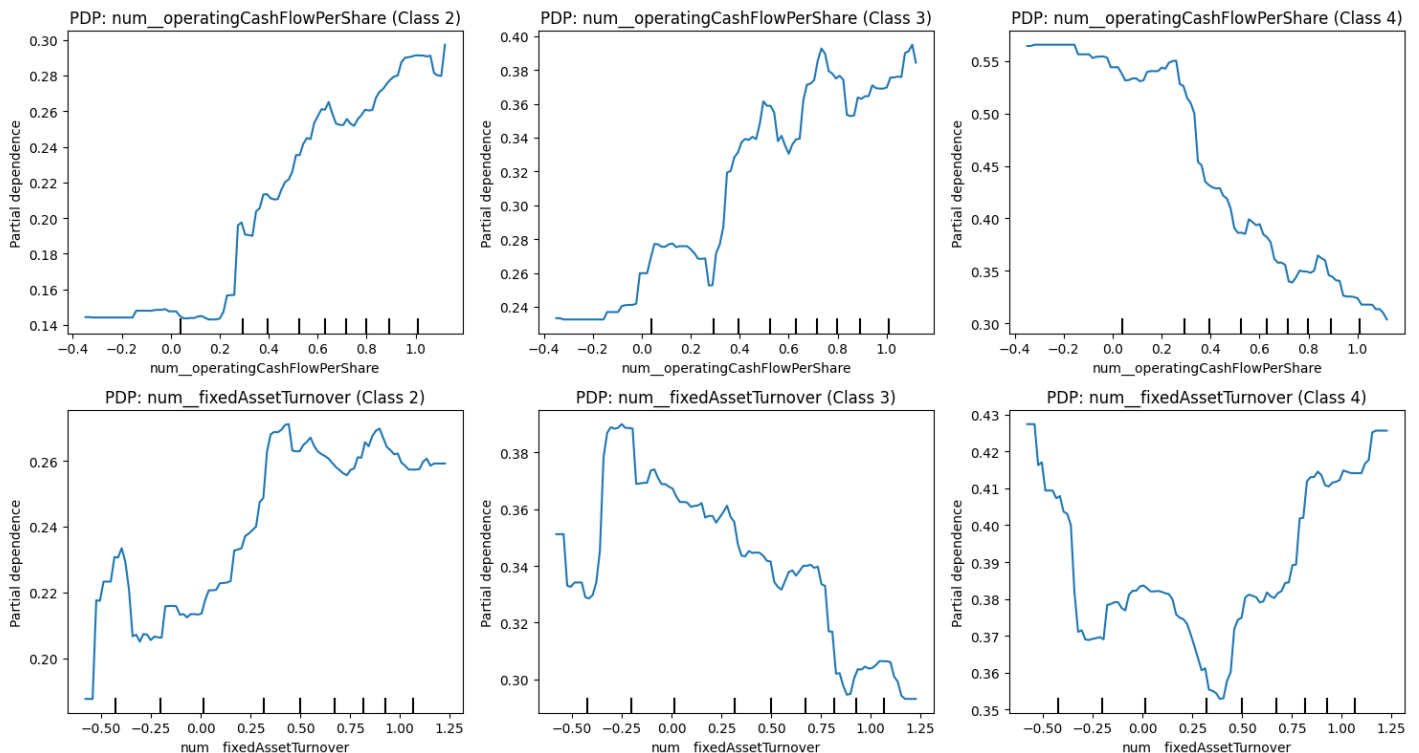 PDP: num__operatingCashFlowPerShare (Class 2)
Partial dependence
0.30
0.28
0.26
0.24
0.22
0.20
0.18
0.16
0.14
−0.4 −0.2 0.0 0.2 0.4 0.6 0.8 1.0
num__operatingCashFlowPerShare
PDP: num__operatingCashFlowPerShare (Class 3)
Partial dependence
0.40
0.38
0.36
0.34
0.32
0.30
0.28
0.26
0.24
−0.4 −0.2 0.0 0.2 0.4 0.6 0.8 1.0
num__operatingCashFlowPerShare
PDP: num__operatingCashFlowPerShare (Class 4)
Partial dependence
0.55
0.50
0.45
0.40
0.35
0.30
−0.4 −0.2 0.0 0.2 0.4 0.6 0.8 1.0
num__operatingCashFlowPerShare
PDP: num__fixedAssetTurnover (Class 2)
Partial dependence
0.26
0.24
0.22
0.20
−0.50 −0.25 0.00 0.25 0.50 0.75 1.00 1.25
num__fixedAssetTurnover
PDP: num__fixedAssetTurnover (Class 3)
Partial dependence
0.38
0.36
0.34
0.32
0.30
−0.50 −0.25 0.00 0.25 0.50 0.75 1.00 1.25
num__fixedAssetTurnover
PDP: num__fixedAssetTurnover (Class 4)
Partial dependence
0.43
0.42
0.41
0.40
0.39
0.38
0.37
0.36
0.35
−0.50 −0.25 0.00 0.25 0.50 0.75 1.00 1.25
num__fixedAssetTurnover